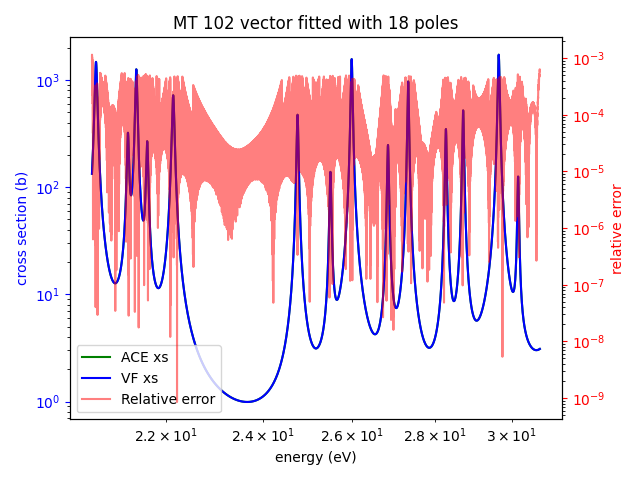 MT 102 vector fitted with 18 poles
10³
10²
10¹
10⁰
cross section (b)
10⁻³
10⁻⁴
10⁻⁵
10⁻⁶
10⁻⁷
10⁻⁸
10⁻⁹
relative error
ACE xs
VF xs
Relative error
2.2 × 10¹
2.4 × 10¹
2.6 × 10¹
2.8 × 10¹
3 × 10¹
energy (eV)